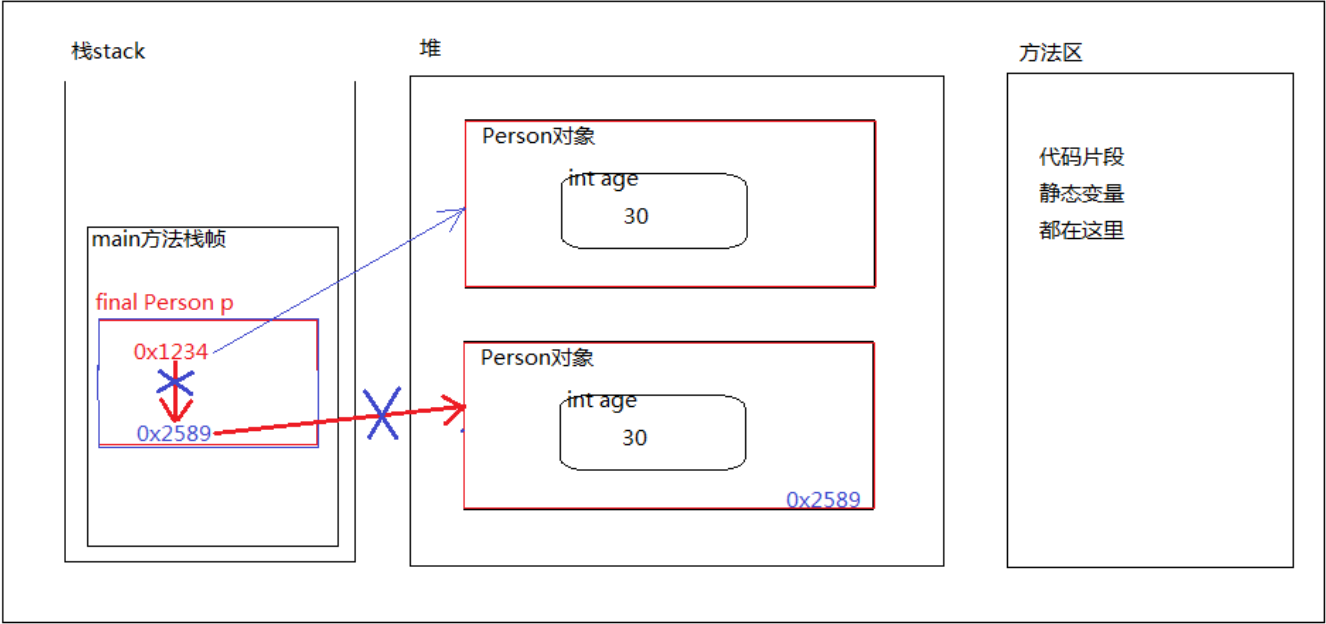 栈stack
堆
方法区
main方法栈帧
final Person p
0x1234
0x2589
Person对象
int age
30
Person对象
int age
30
0x2589
代码片段
静态变量
都在这里